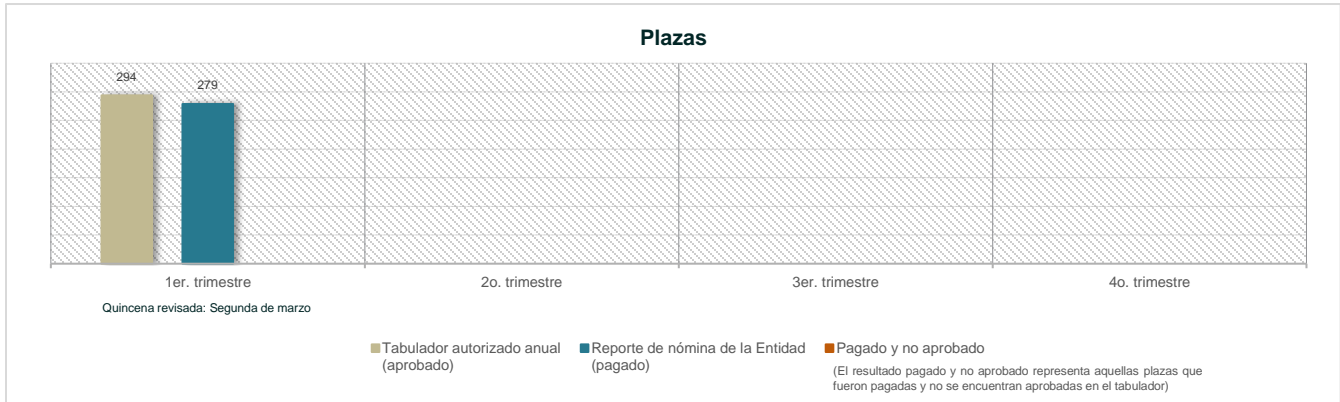 Plazas
294
279
1er. trimestre
2o. trimestre
3er. trimestre
4o. trimestre
Quincena revisada: Segunda de marzo
Tabulador autorizado anual
(aprobado)
Reporte de nómina de la Entidad
(pagado)
Pagado y no aprobado
(El resultado pagado y no aprobado representa aquellas plazas que
fueron pagadas y no se encuentran aprobadas en el tabulador)